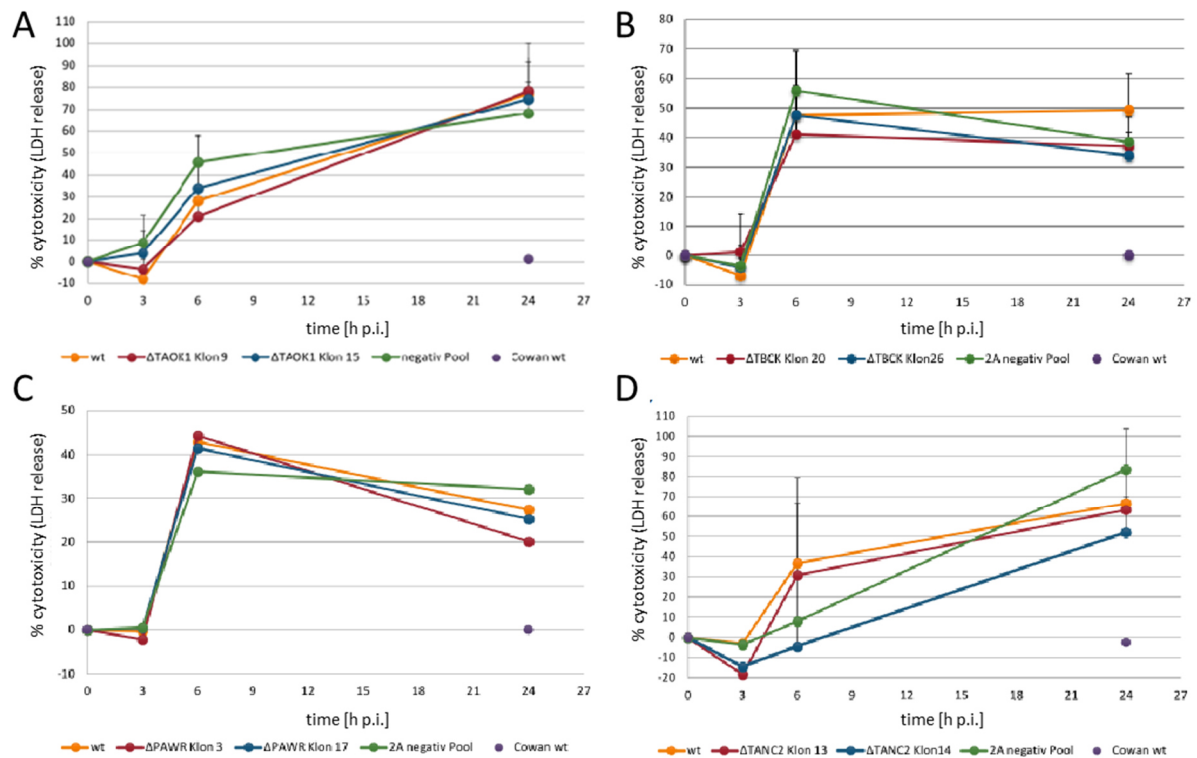 A
110
100
90
80
70
60
50
40
30
20
10
0
-10
% cytotoxicity (LDH release)
0 3 6 9 12 15 18 21 24 27
time [h p.i.]
wt ΔTAOK1 Klon 9 ΔTAOK1 Klon 15 negativ Pool Cowan wt
B
80
70
60
50
40
30
20
10
0
-10
% cytotoxicity (LDH release)
0 3 6 9 12 15 18 21 24 27
time [h p.i.]
wt ΔTBCK Klon 20 ΔTBCK Klon26 2A negativ Pool Cowan wt
C
50
40
30
20
10
0
-10
% cytotoxicity (LDH release)
0 3 6 9 12 15 18 21 24 27
time [h p.i.]
wt ΔPAWR Klon 3 ΔPAWR Klon 17 2A negativ Pool Cowan wt
D
110
100
90
80
70
60
50
40
30
20
10
0
-10
-20
% cytotoxicity (LDH release)
0 3 6 9 12 15 18 21 24 27
time [h p.i.]
wt ΔTANC2 Klon 13 ΔTANC2 Klon14 2A negativ Pool Cowan wt